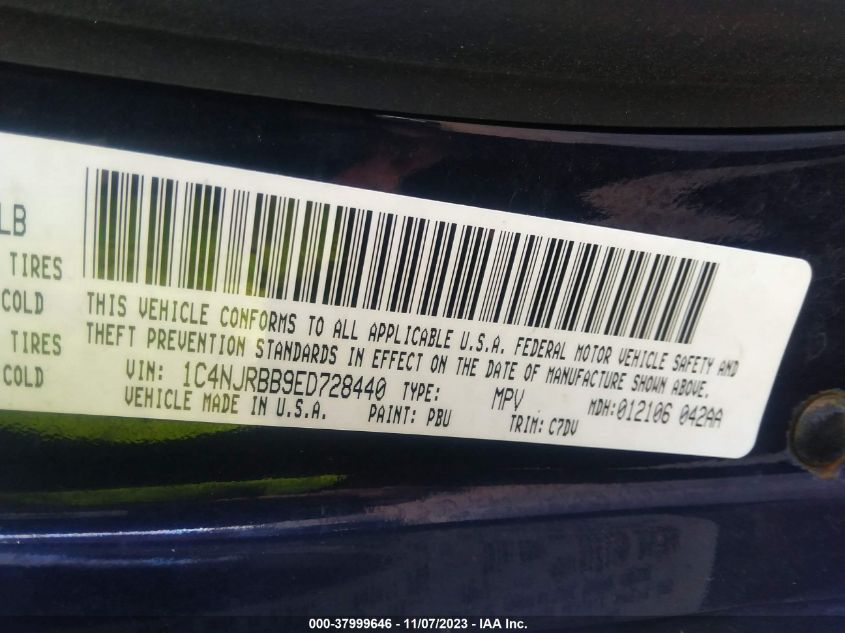 LB
TIRES
COLD
TIRES
COLD
THIS VEHICLE CONFORMS TO ALL APPLICABLE U.S.A. FEDERAL MOTOR VEHICLE SAFETY AND
THEFT PREVENTION STANDARDS IN EFFECT ON THE DATE OF MANUFACTURE SHOWN ABOVE.
VIN: 1C4NJRBB9ED728440 TYPE: MPV MDH:012106 042AA
VEHICLE MADE IN U.S.A. PAINT: PBU TRIM: C7DV
000-37999646 - 11/07/2023 - IAA Inc.